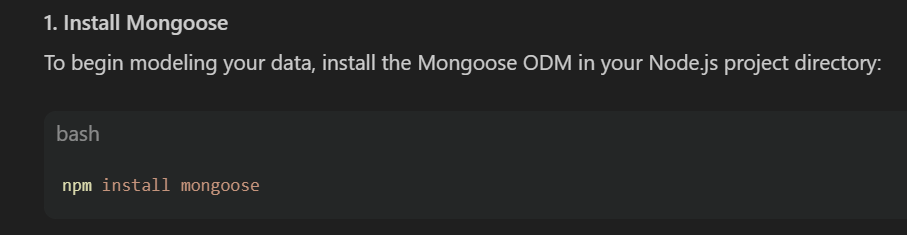 1. Install Mongoose
To begin modeling your data, install the Mongoose ODM in your Node.js project directory:
bash
npm install mongoose